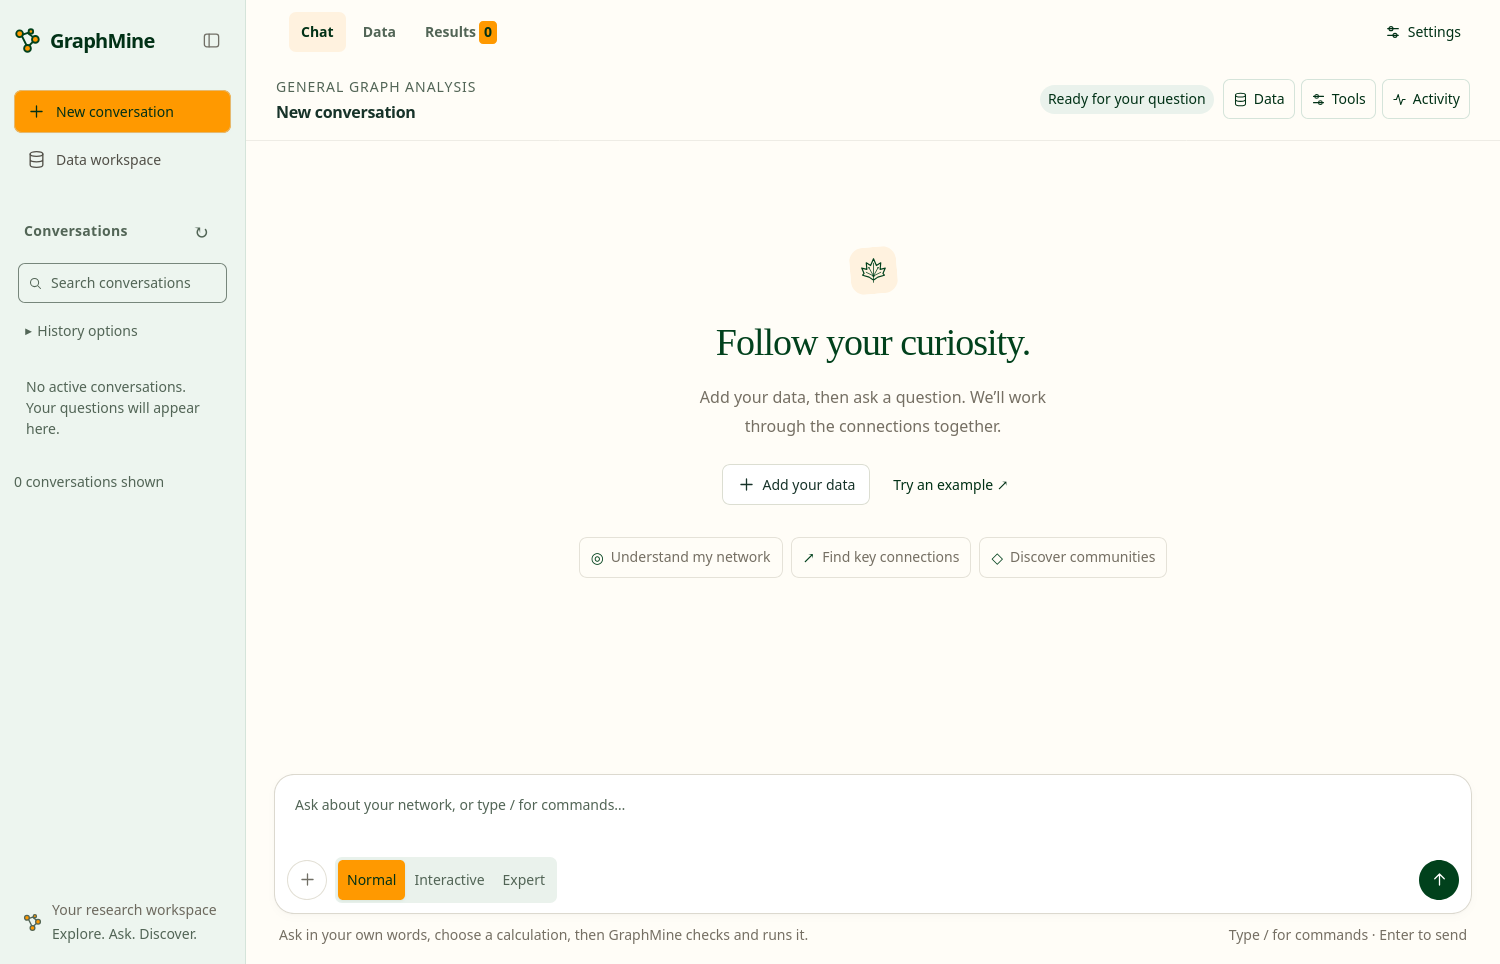 GraphMine
New conversation
Data workspace
Conversations
Search conversations
History options
No active conversations.
Your questions will appear
here.
0 conversations shown
Your research workspace
Explore. Ask. Discover.
Chat Data Results 0 Settings
GENERAL GRAPH ANALYSIS
New conversation
Ready for your question Data Tools Activity
Follow your curiosity.
Add your data, then ask a question. We’ll work
through the connections together.
Add your data Try an example ↗
Understand my network Find key connections Discover communities
Ask about your network, or type / for commands...
Normal Interactive Expert
Ask in your own words, choose a calculation, then GraphMine checks and runs it.
Type / for commands · Enter to send